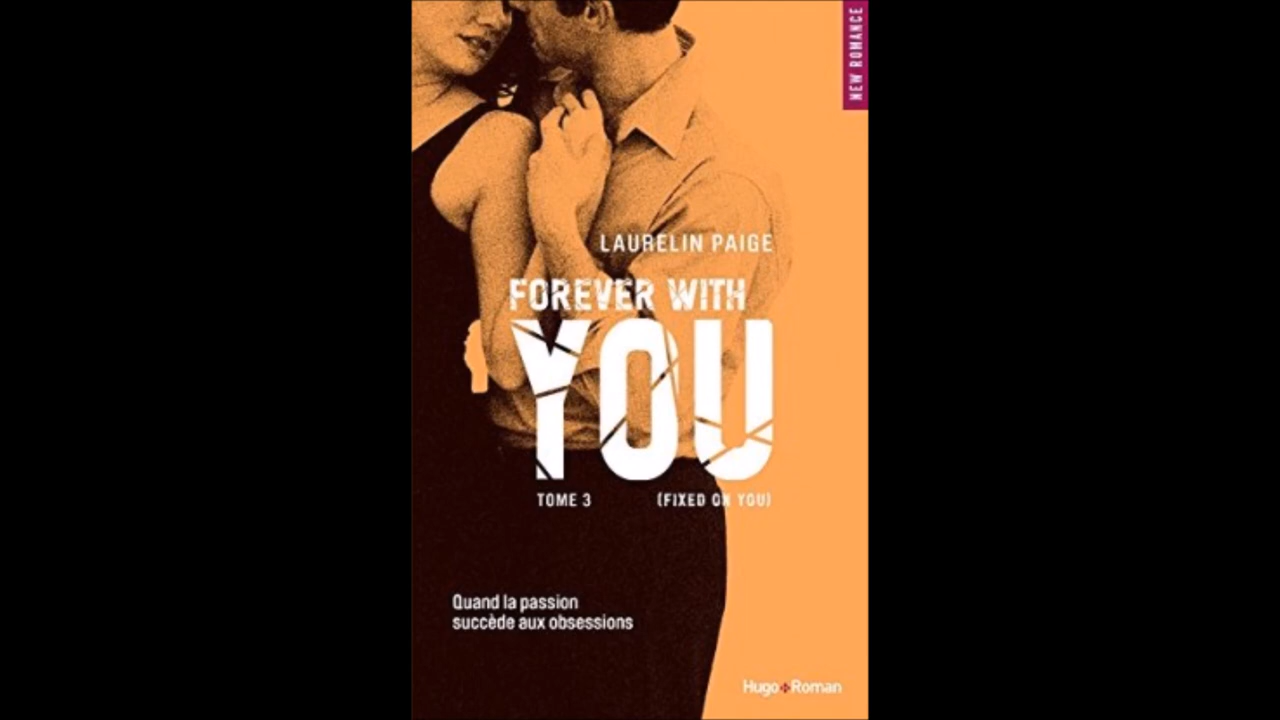 NEW ROMANCE
LAURELIN PAIGE
FOREVER WITH
YOU
TOME 3 (FIXED ON YOU)
Quand la passion
succède aux obsessions
Hugo+Roman